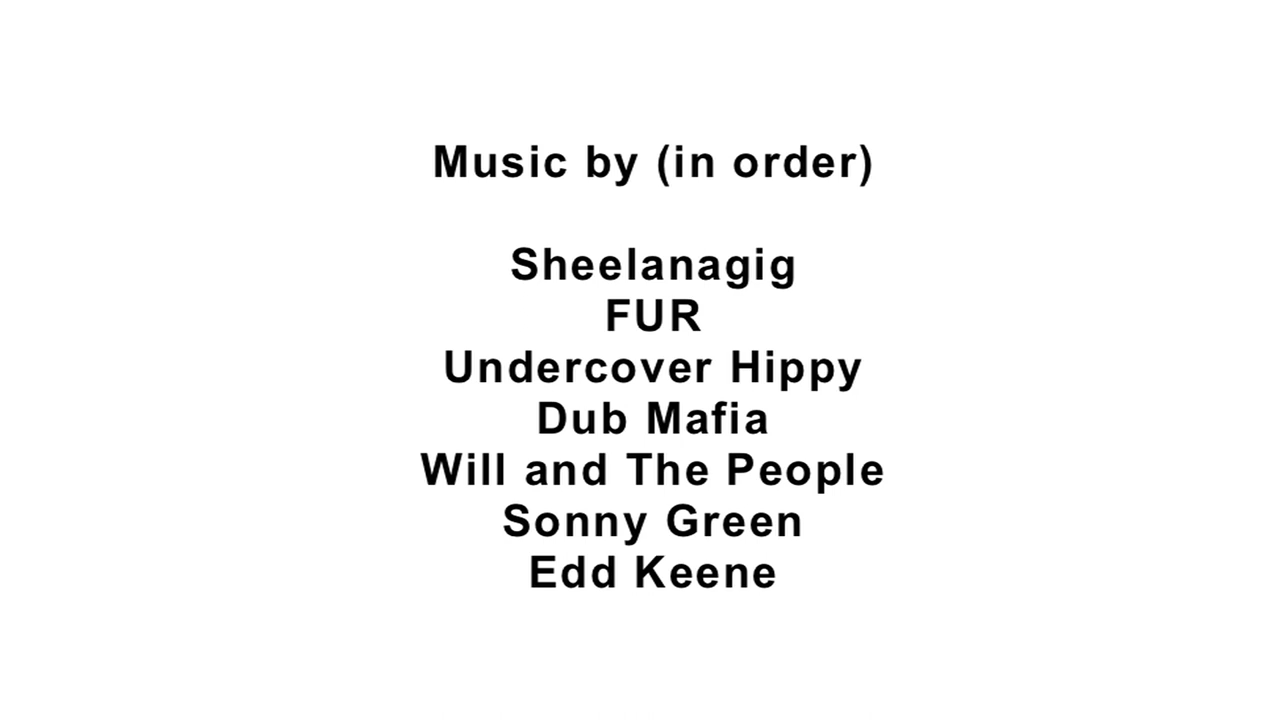 Music by (in order)
Sheelanagig
FUR
Undercover Hippy
Dub Mafia
Will and The People
Sonny Green
Edd Keene